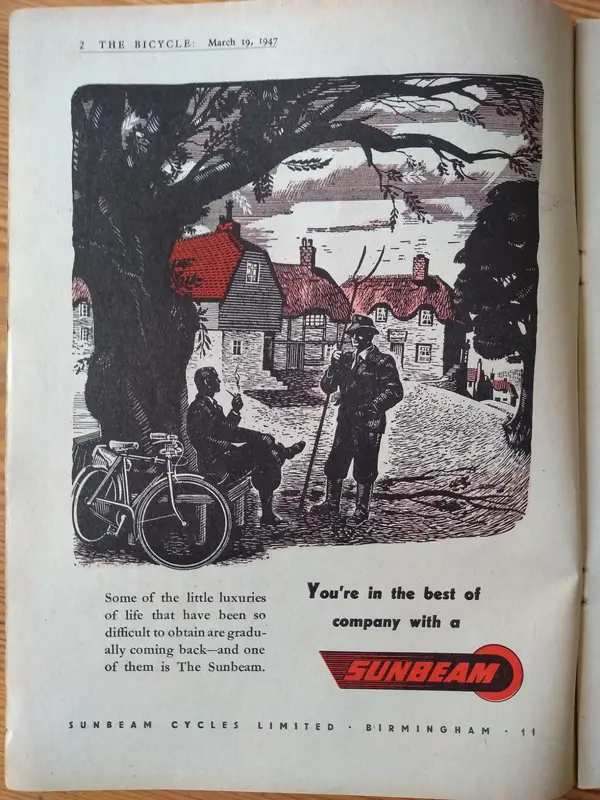 2 THE BICYCLE: March 19, 1947
Some of the little luxuries
of life that have been so
difficult to obtain are gradu-
ally coming back—and one
of them is The Sunbeam.
You're in the best of
company with a
SUNBEAM
SUNBEAM CYCLES LIMITED · BIRMINGHAM · 11